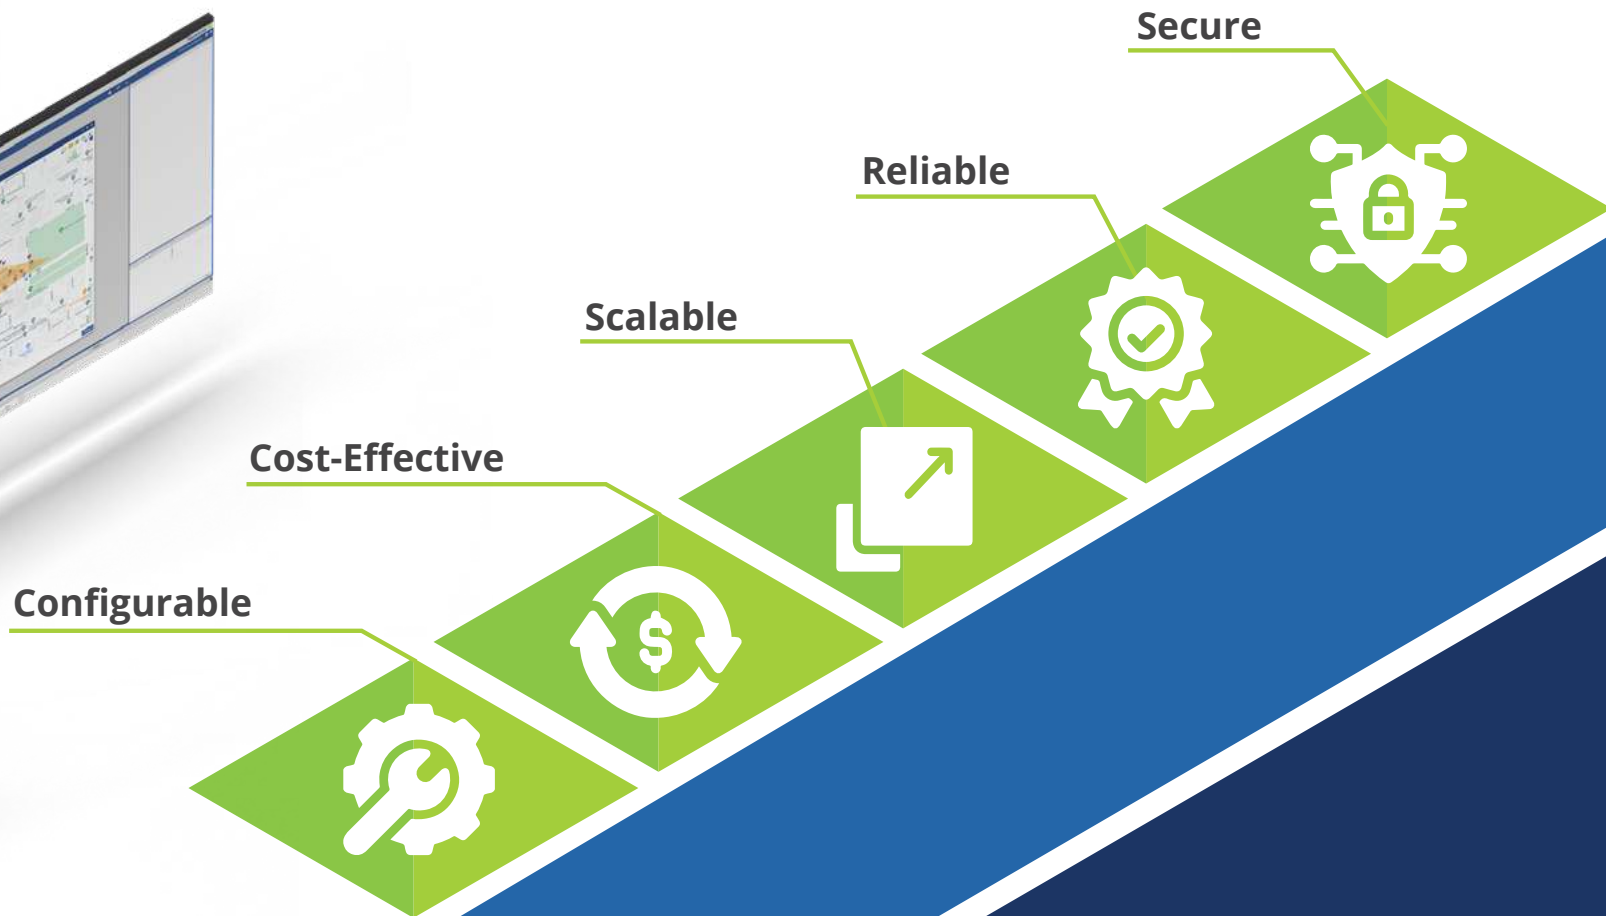 Secure
Reliable
Scalable
Cost-Effective
Configurable
$